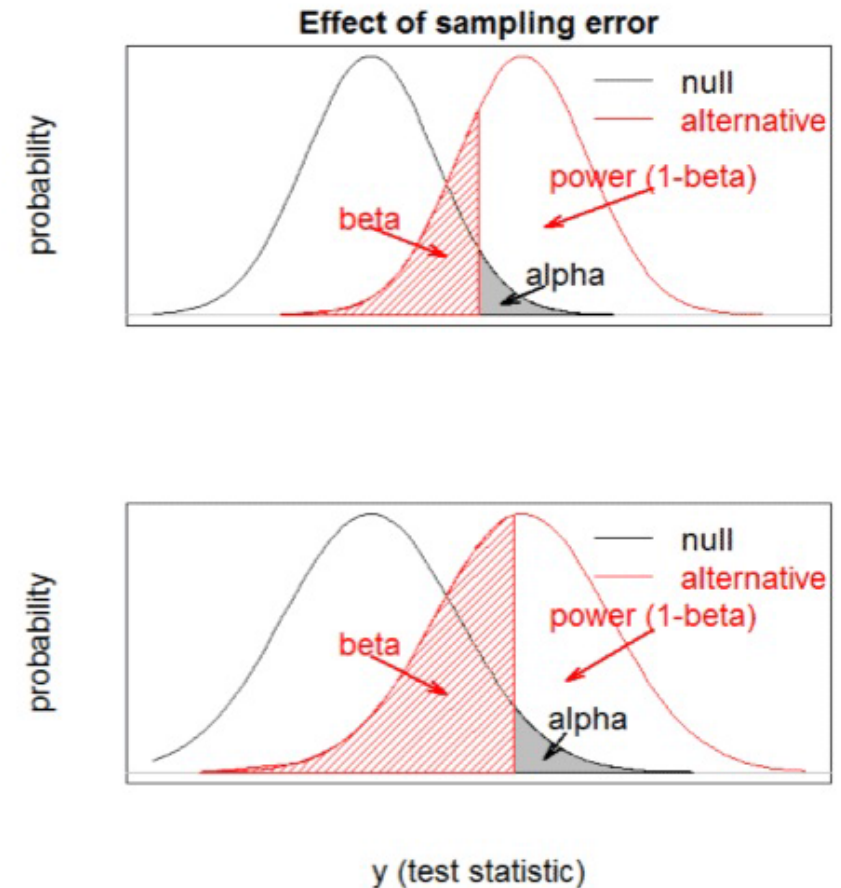 Effect of sampling error
probability
null
alternative
power (1-beta)
beta
alpha
probability
null
alternative
power (1-beta)
beta
alpha
y (test statistic)